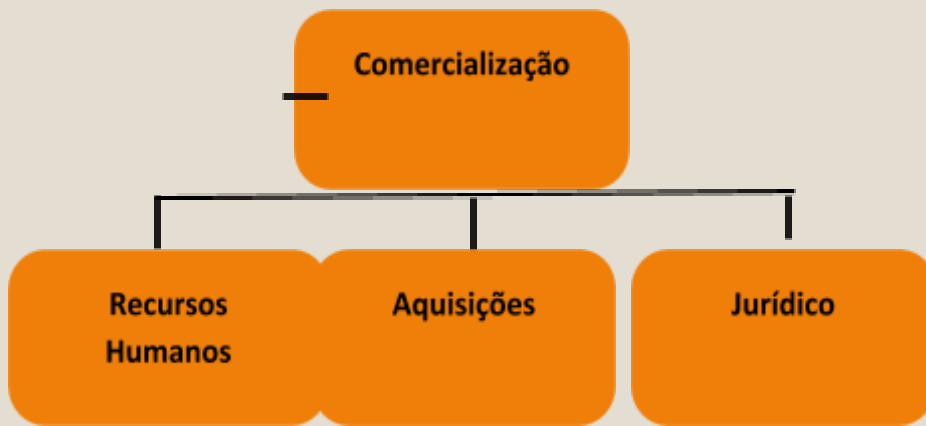 Comercialização
Recursos
Humanos
Aquisições
Jurídico